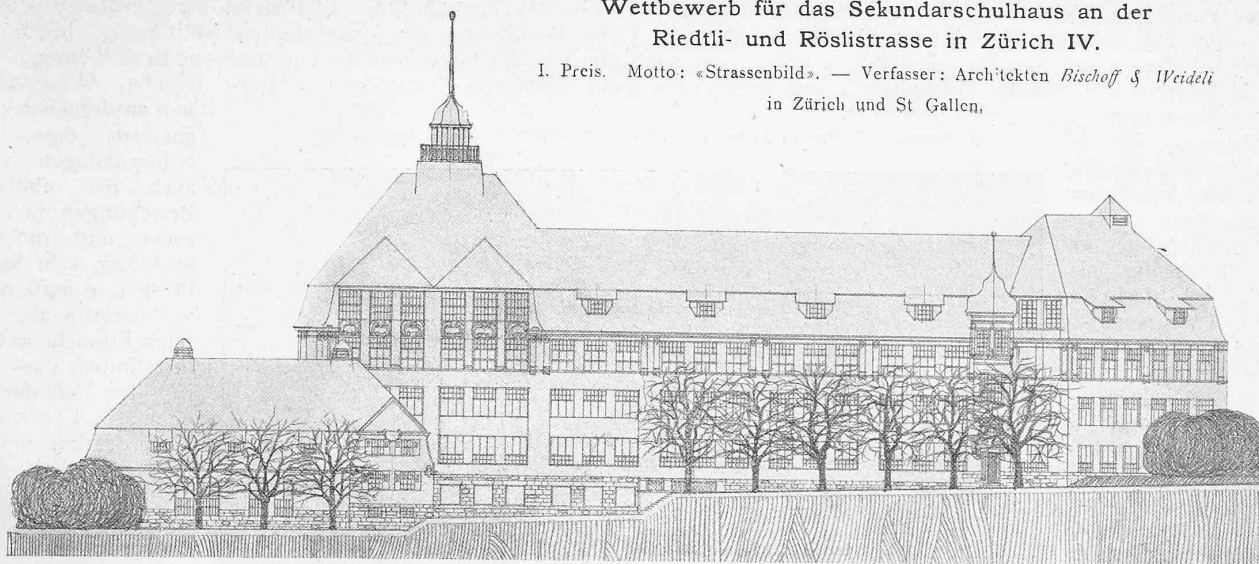 Wettbewerb für das Sekundarschulhaus an der
Riedtli- und Röslistrasse in Zürich IV.
I. Preis. Motto: «Strassenbild». — Verfasser: Architekten Bischoff & Weideli
in Zürich und St Gallen.